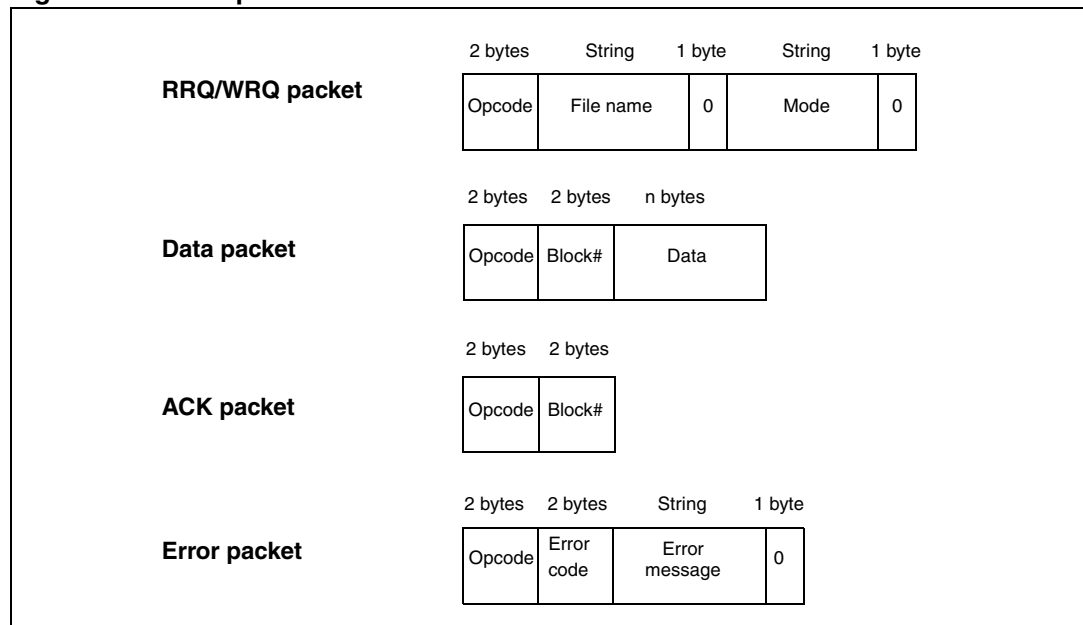 2 bytes String 1 byte String 1 byte
RRQ/WRQ packet
Opcode File name 0 Mode 0
2 bytes 2 bytes n bytes
Data packet
Opcode Block# Data
2 bytes 2 bytes
ACK packet
Opcode Block#
2 bytes 2 bytes String 1 byte
Error packet
Opcode Error code Error message 0